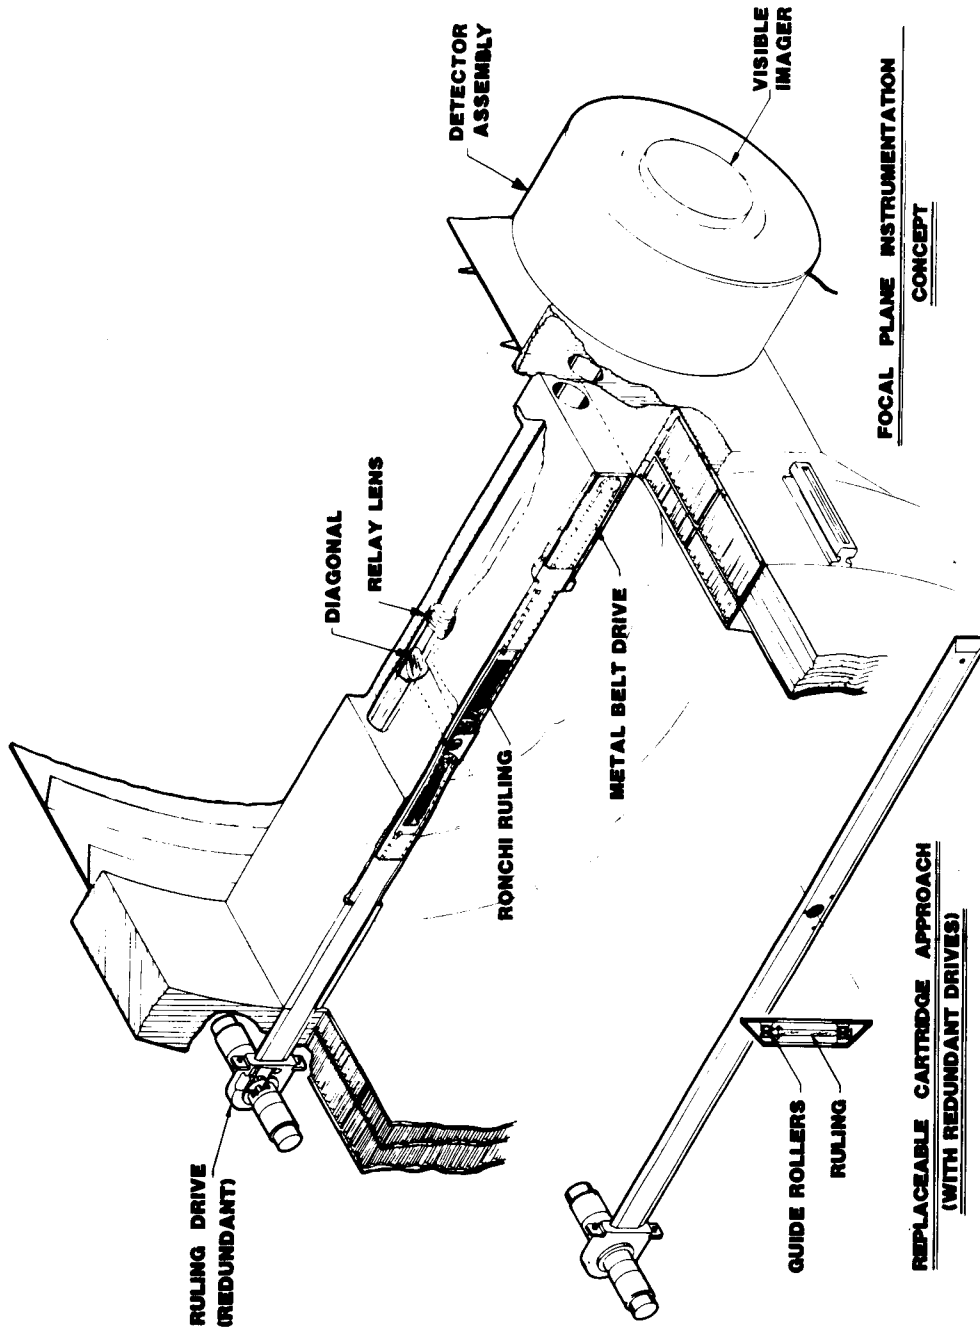 RULING DRIVE
(REDUNDANT)
DIAGONAL
RELAY LENS
DETECTOR
ASSEMBLY
VISIBLE
IMAGER
RONCHI RULING
METAL BELT DRIVE
FOCAL PLANE INSTRUMENTATION
CONCEPT
GUIDE ROLLERS
RULING
REPLACEABLE CARTRIDGE APPROACH
(WITH REDUNDANT DRIVES)